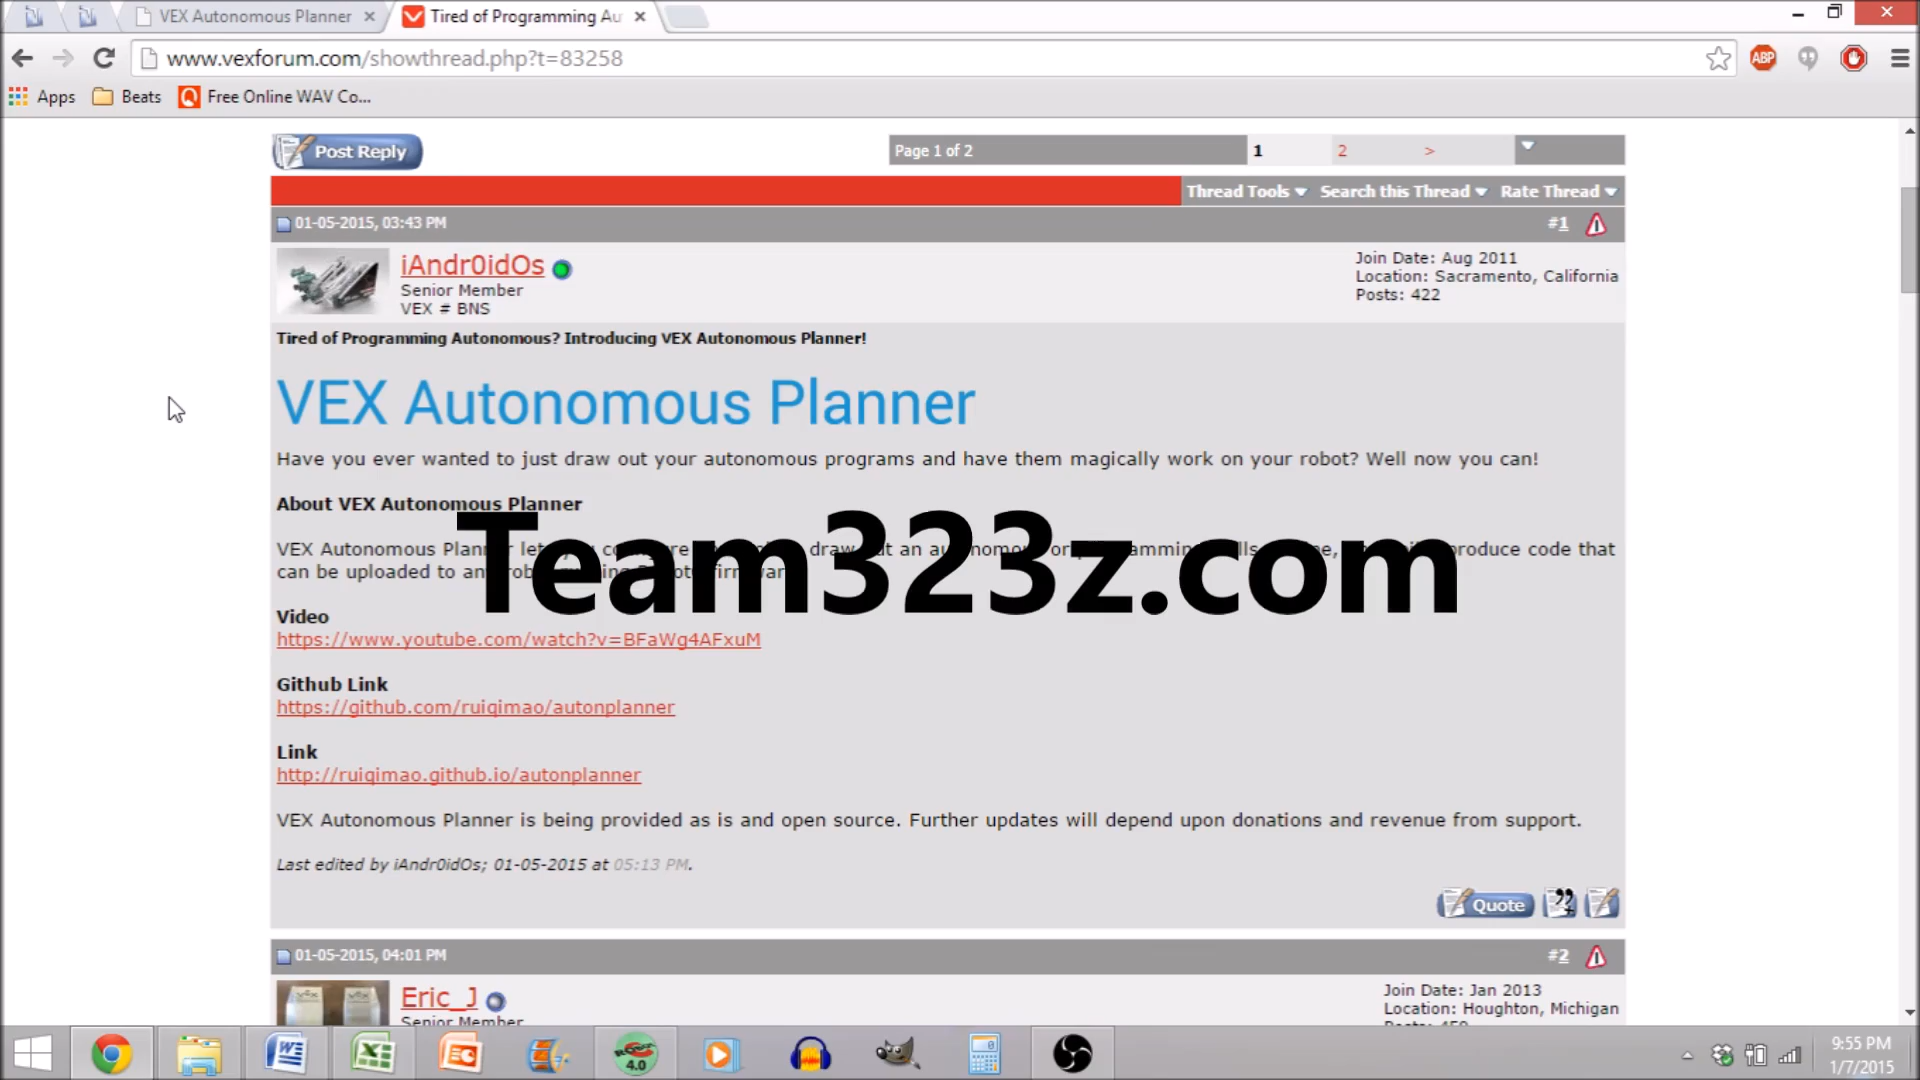 VEX Autonomous Planner
Tired of Programming Au
www.vexforum.com/showthread.php?t=83258
ABP
Apps
Beats
Free Online WAV Co...
Post Reply
Page 1 of 2
1
2
>
Thread Tools
Search this Thread
Rate Thread
01-05-2015, 03:43 PM
#1
iAndr0idOs
Senior Member
VEX # BNS
Join Date: Aug 2011
Location: Sacramento, California
Posts: 422
Tired of Programming Autonomous? Introducing VEX Autonomous Planner!
VEX Autonomous Planner
Have you ever wanted to just draw out your autonomous programs and have them magically work on your robot? Well now you can!
About VEX Autonomous Planner
Team323z.com
VEX Autonomous draw an code that
can be uploaded to
Video
https://www.youtube.com/watch?v=BFaWg4AFxuM
Github Link
https://github.com/ruiqimao/autonplanner
Link
http://ruiqimao.github.io/autonplanner
VEX Autonomous Planner is being provided as is and open source. Further updates will depend upon donations and revenue from support.
Last edited by iAndr0idOs; 01-05-2015 at 05:13 PM.
Quote
01-05-2015, 04:01 PM
#2
Eric_J
Senior Member
Join Date: Jan 2013
Location: Houghton, Michigan
4.0
9:55 PM
1/7/2015